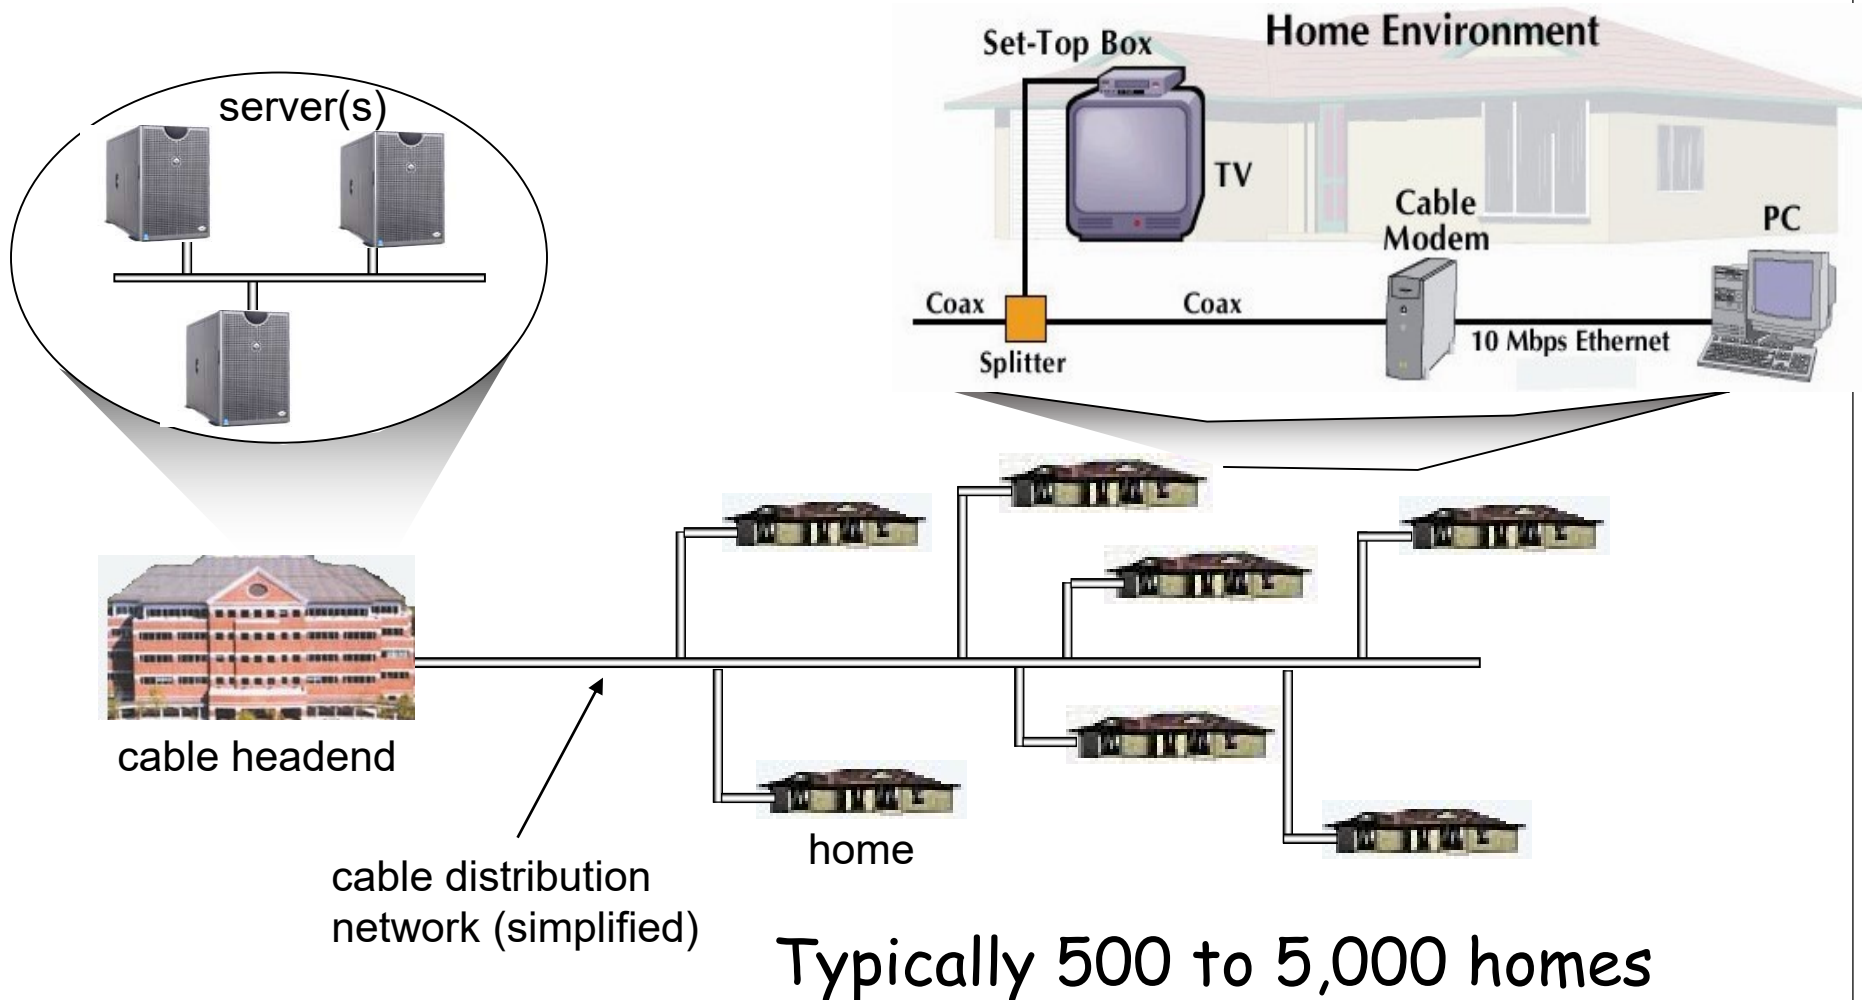 server(s)
Home Environment
Set-Top Box
TV
Cable
Modem
PC
Coax
Coax
Splitter
10 Mbps Ethernet
cable headend
home
cable distribution
network (simplified)
Typically 500 to 5,000 homes